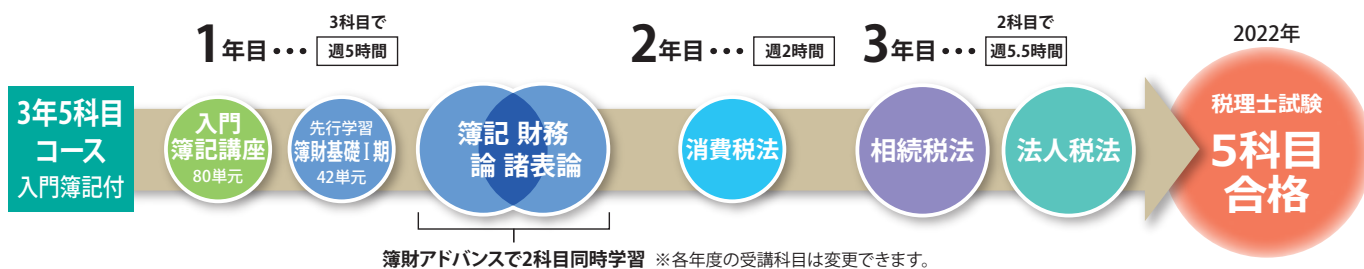 3年5科目
コース
入門簿記付
1年目・・・
3科目で
週5時間
入門
簿記講座
80単元
先行学習
簿財基礎Ⅰ期
42単元
簿記 財務
論 諸表論
簿財アドバンスで2科目同時学習 ※各年度の受講科目は変更できます。
2年目・・・ 週2時間
消費税法
3年目・・・
2科目で
週5.5時間
相続税法
法人税法
2022年
税理士試験
5科目
合格